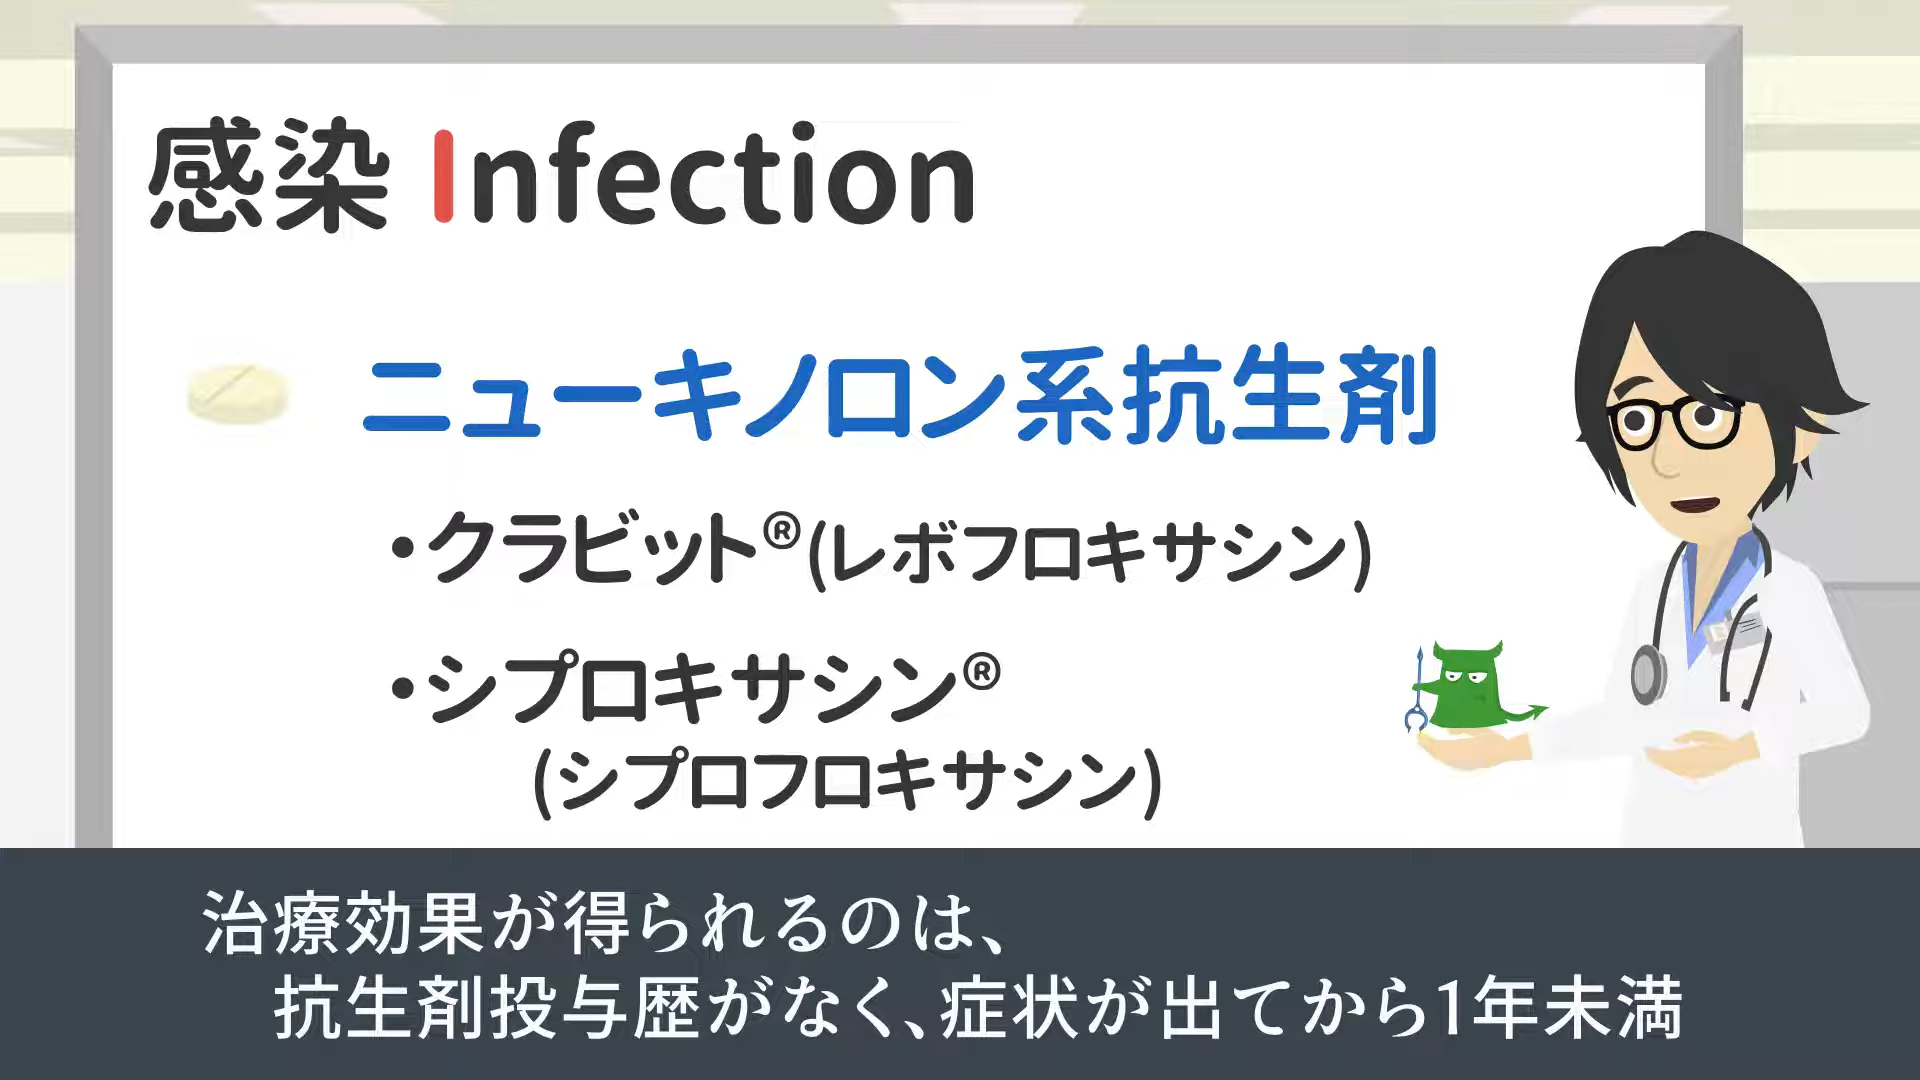 感染 Infection
ニューキノロン系抗生剤
・クラビット®(レボフロキサシン)
・シプロキサシン®
(シプロフロキサシン)
治療効果が得られるのは、
抗生剤投与歴がなく、症状が出てから1年未満